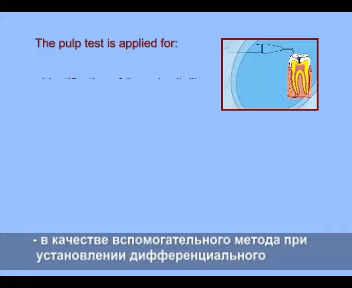 The pulp test is applied for:
- в качестве вспомогательного метода при
установлении дифференциального